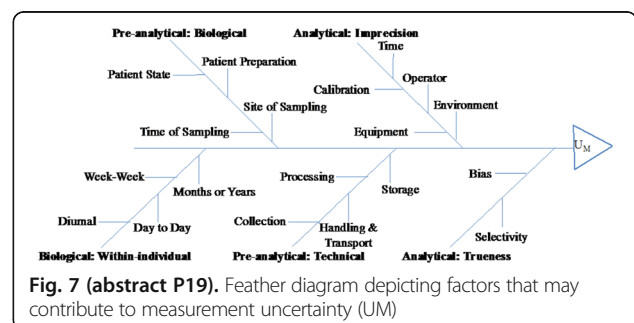 Pre-analytical: Biological
Analytical: Imprecision
Time
Patient Preparation
Patient State
Operator
Calibration
Environment
Site of Sampling
Time of Sampling
Equipment
U_M
Week-Week
Months or Years
Processing
Storage
Bias
Diurnal
Day to Day
Collection
Handling &
Transport
Selectivity
Biological: Within-individual
Pre-analytical: Technical
Analytical: Trueness
Fig. 7 (abstract P19). Feather diagram depicting factors that may
contribute to measurement uncertainty (UM)